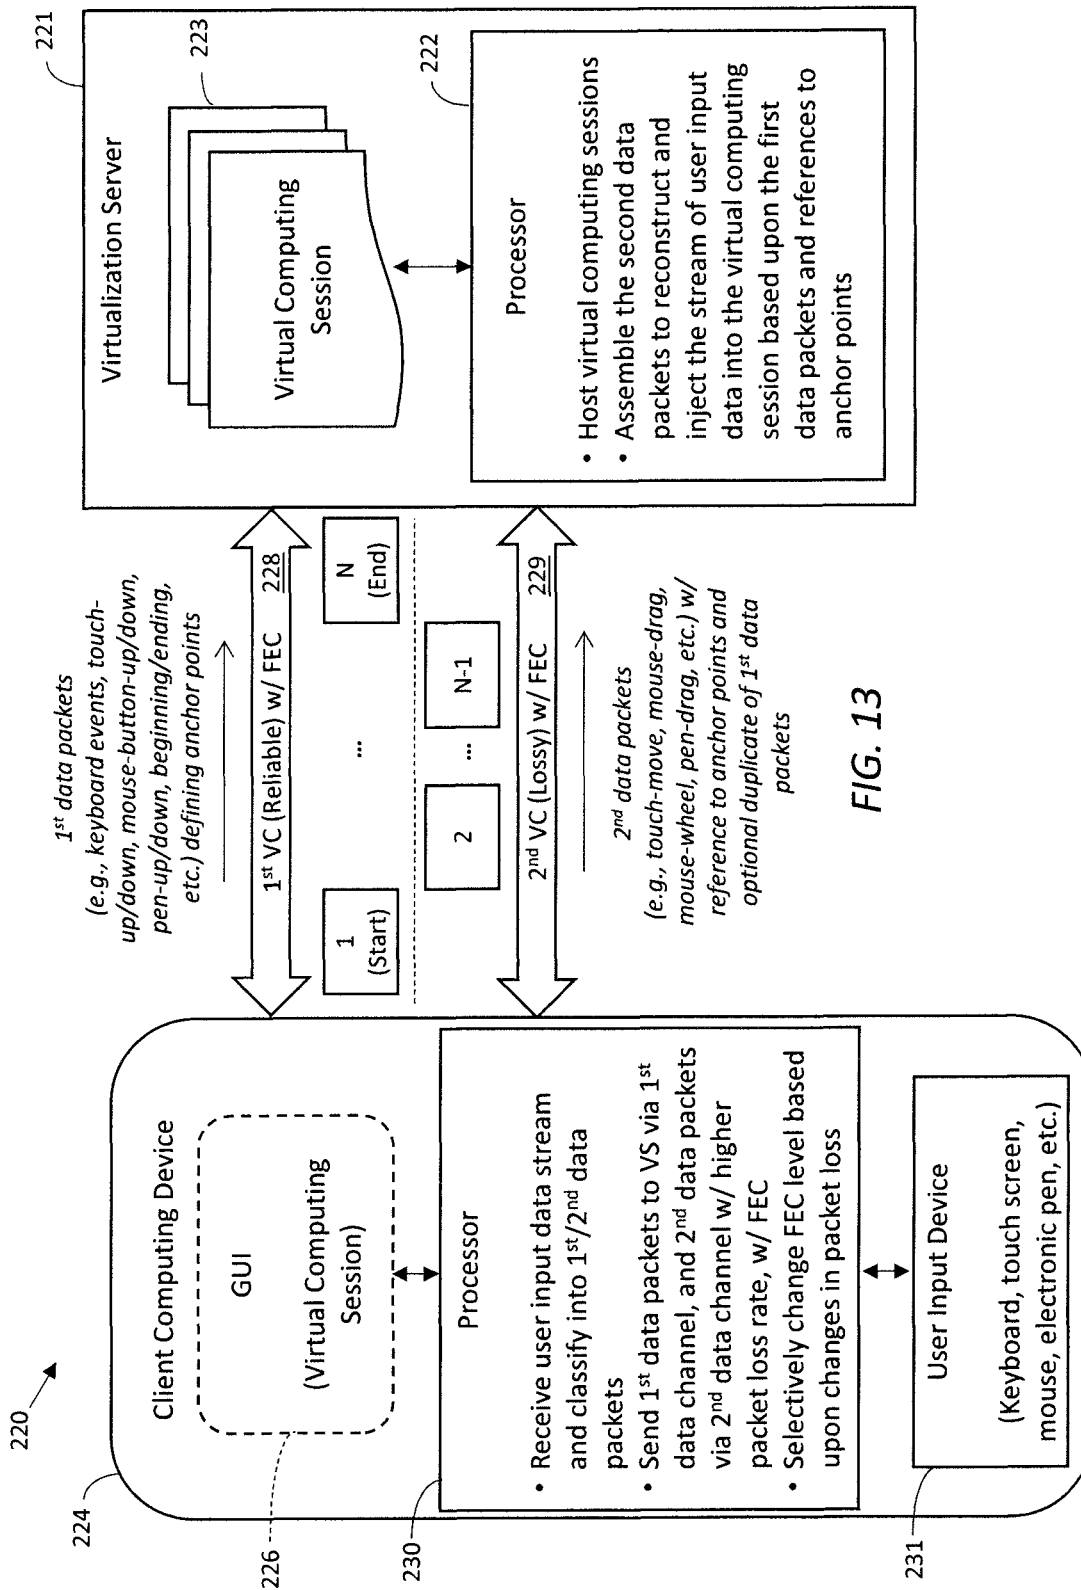 220
224
Client Computing Device
226
GUI
(Virtual Computing
Session)
230
Processor
• Receive user input data stream
and classify into 1st/2nd data
packets
• Send 1st data packets to VS via 1st
data channel, and 2nd data packets
via 2nd data channel w/ higher
packet loss rate, w/ FEC
• Selectively change FEC level based
upon changes in packet loss
231
User Input Device
(Keyboard, touch screen,
mouse, electronic pen, etc.)
1st data packets
(e.g., keyboard events, touch-
up/down, mouse-button-up/down,
pen-up/down, beginning/ending,
etc.) defining anchor points
1st VC (Reliable) w/ FEC 228
1
(Start)
...
N
(End)
2
...
N-1
2nd VC (Lossy) w/ FEC 229
2nd data packets
(e.g., touch-move, mouse-drag,
mouse-wheel, pen-drag, etc.) w/
reference to anchor points and
optional duplicate of 1st data
packets
221
Virtualization Server
223
Virtual Computing
Session
222
Processor
• Host virtual computing sessions
• Assemble the second data
packets to reconstruct and
inject the stream of user input
data into the virtual computing
session based upon the first
data packets and references to
anchor points
FIG. 13